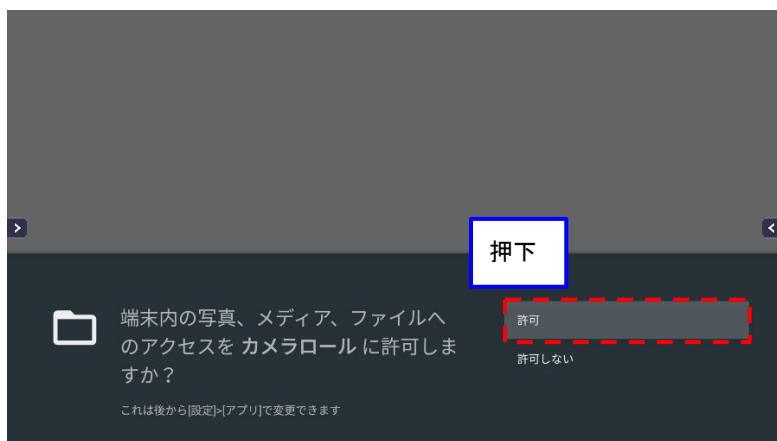 押下
端末内の写真、メディア、ファイルへ
のアクセスを カメラロール に許可しま
すか？
これは後から[設定]>[アプリ]で変更できます
許可
許可しない